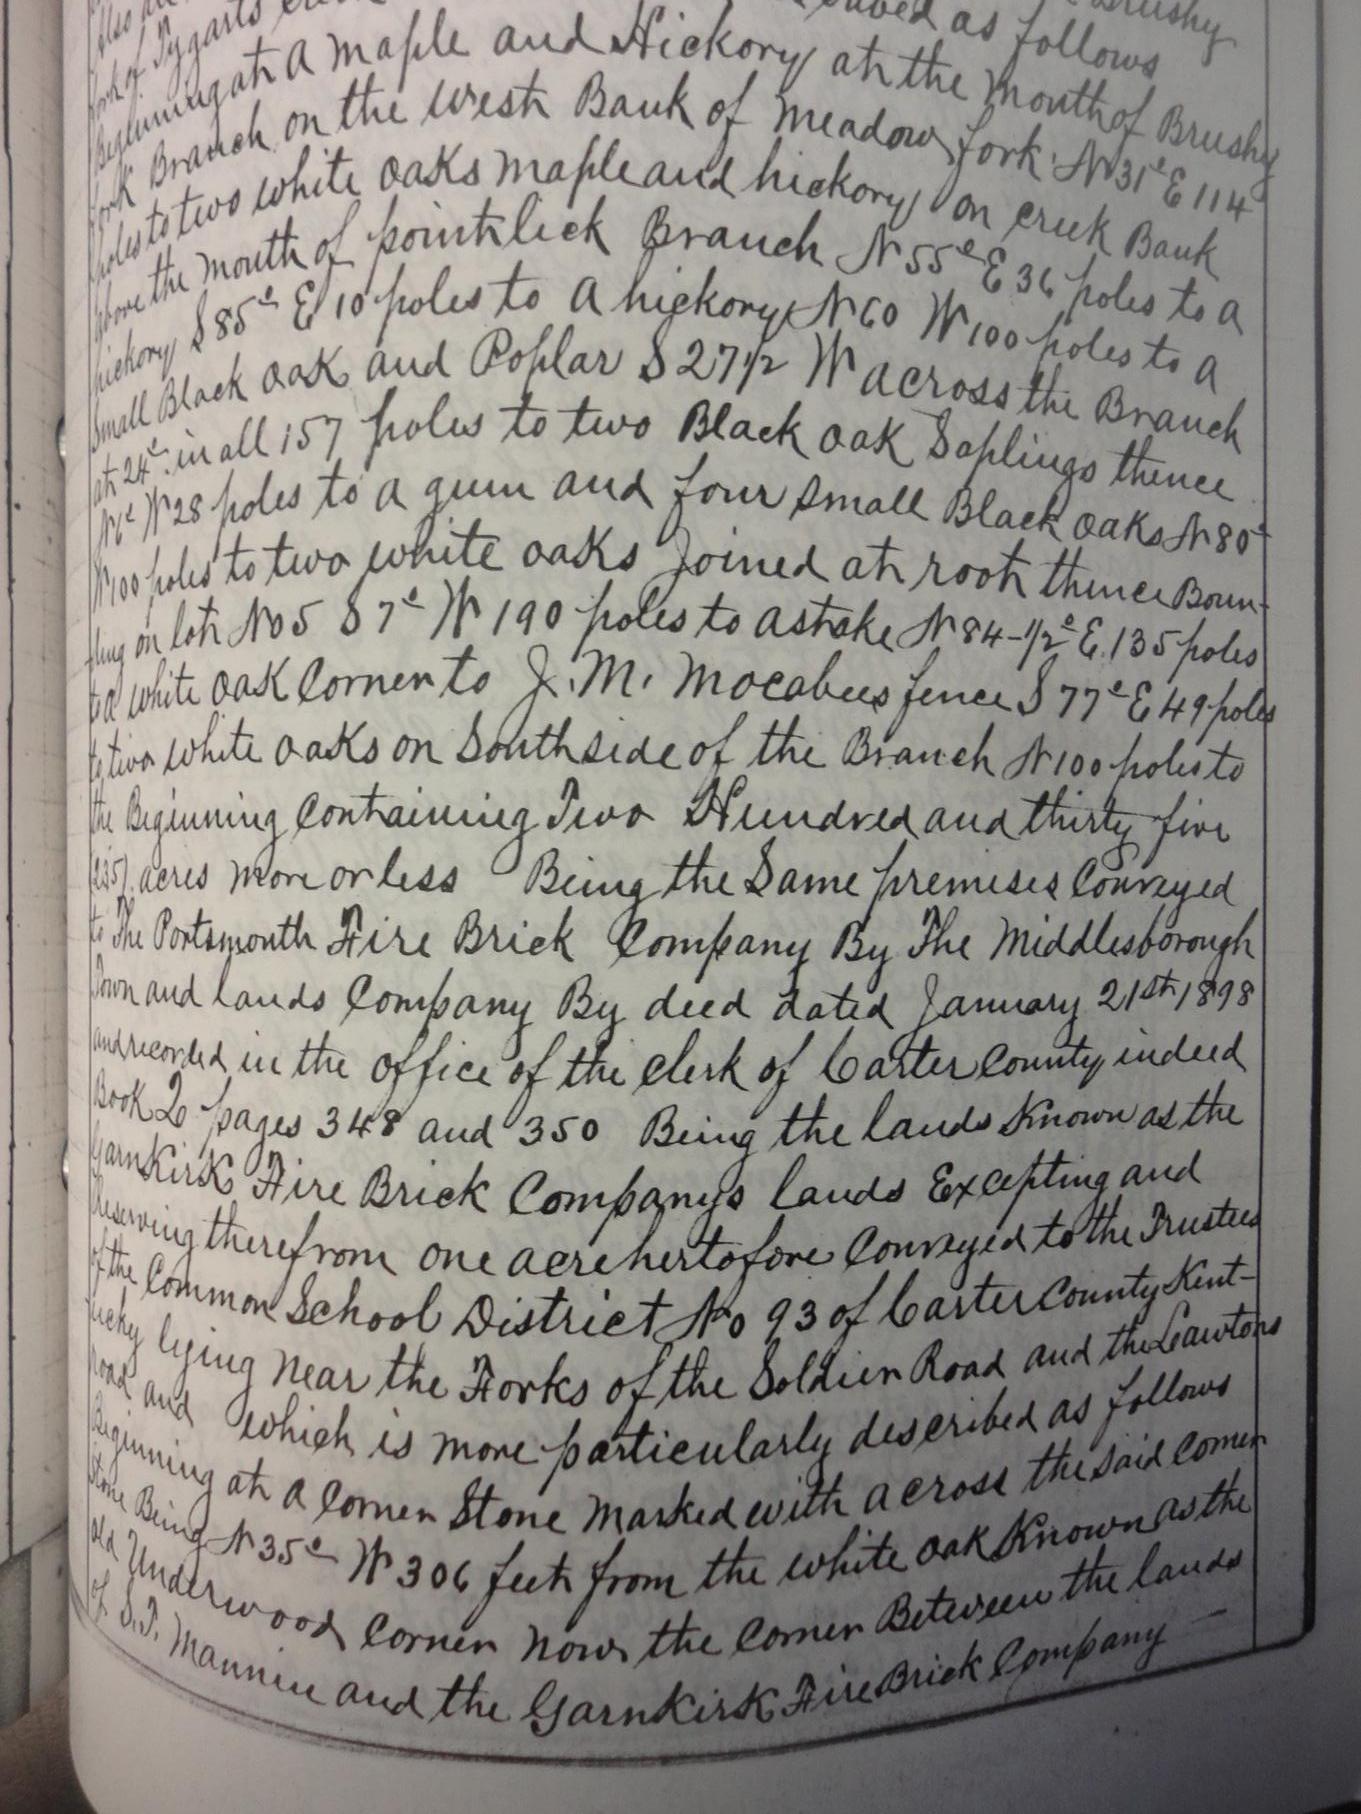 Also
Brushy
fork of Tygarts Creek as follows
Beginning at a maple and Hickory at the mouth of Brushy
fork Branch on the West Bank of Meadow fork N 31° E 114
poles to two white oaks maple and hickory on creek Bank
above the mouth of pointlick Branch N 55° E 36 poles to a
hickory S 85° E 10 poles to a hickory N 60 W 100 poles to a
Small Black oak and Poplar S 27 1/2 W across the Branch
at 24° in all 157 poles to two Black oak Saplings thence
N 6° W 28 poles to a gum and four small Black oaks N 80°
W 100 poles to two white oaks joined at root thence Boun-
ding on lot No 5 S 7° W 190 poles to a stake N 84-1/2° E. 135 poles
to a white oak Corner to J. M. Mocabees fence S 77° E 49 poles
to two white oaks on South side of the Branch N 100 poles to
the Beginning Containing Two Hundred and thirty five
(235) acres more or less Being the Same premises Conveyed
to The Portsmouth Fire Brick Company By The Middlesborough
Town and lands Company By deed dated January 21st 1898
and recorded in the office of the clerk of Carter County in deed
Book 2 pages 348 and 350 Being the lands Known as the
GarnKirk Fire Brick Companys lands Excepting and
Reserving therefrom one acre hertofore Conveyed to the Trustees
of the Common School District No 93 of Carter County Kent-
ucky lying near the Forks of the Soldier Road and the Lawtons
road and which is more particularly described as follows
Beginning at a Corner Stone marked with a cross the said Corner
Stone Being N 35° W 306 feet from the white oak Known as the
old Underwood Corner now the Corner Between the lands
of S.T. Mannin and the GarnKirk Fire Brick Company —